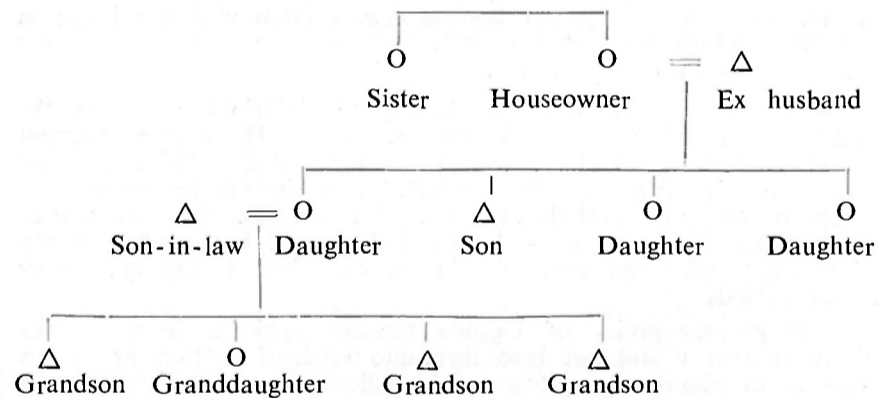 Sister Houseowner Ex husband
Son-in-law Daughter Son Daughter Daughter
Grandson Granddaughter Grandson Grandson